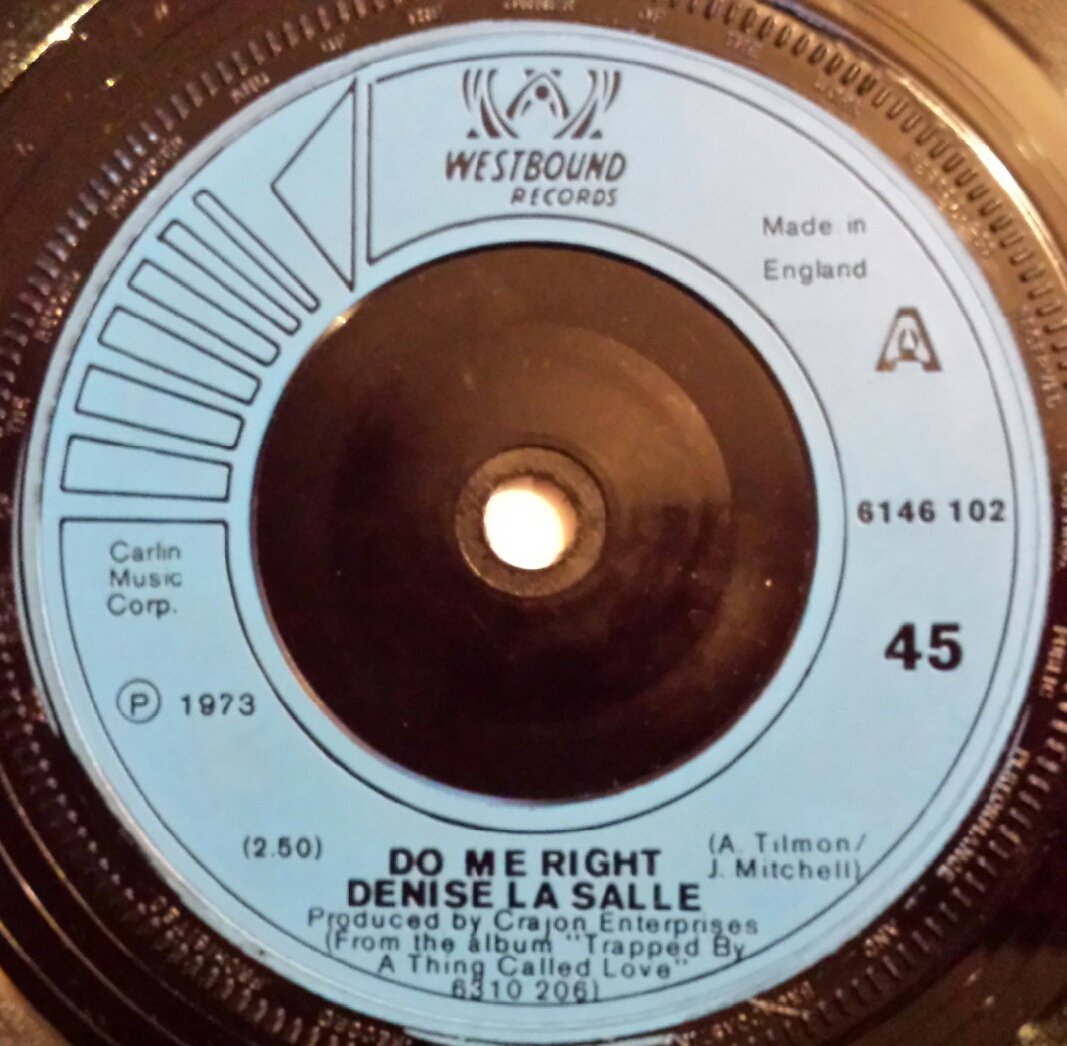 WESTBOUND
RECORDS
Made in
England
A
6146 102
45
Carlin
Music
Corp.
Ⓟ 1973
(2.50)
(A. Tilmon/
J. Mitchell)
DO ME RIGHT
DENISE LA SALLE
Produced by Crajon Enterprises
(From the album "Trapped By
A Thing Called Love"
6310 206)